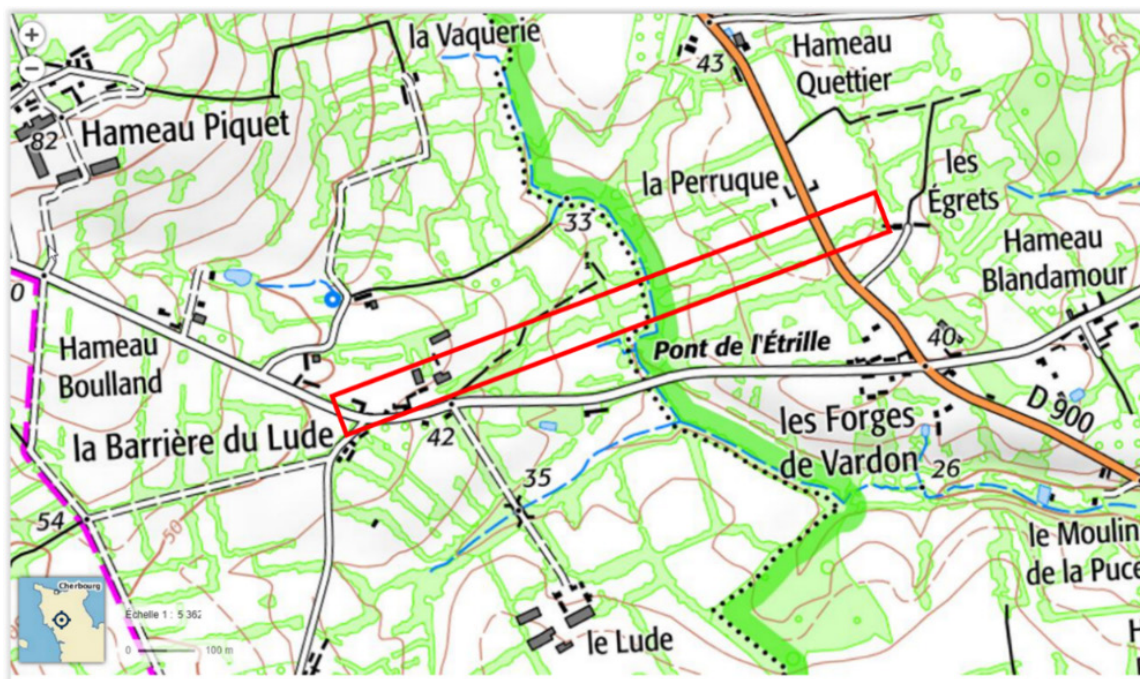 +
−
la Vaquerie
43
Hameau
Quettier
82
Hameau Piquet
les
Égrets
la Perruque
33
Hameau
Blandamour
0
Hameau
Boulland
Pont de l'Étrille
40
D 900
la Barrière du Lude
42
les Forges
de Vardon
26
35
54
50
le Moulin
de la Puce
Cherbourg
Échelle 1 : 5 362
0
100 m
le Lude
H